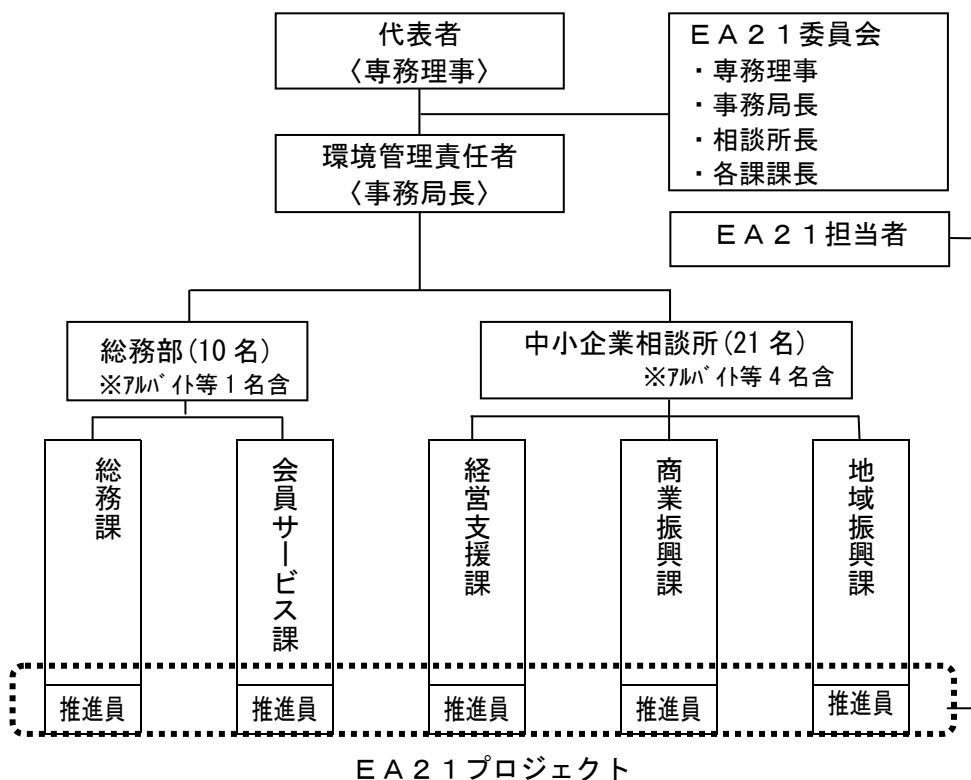 代表者
〈専務理事〉
ＥＡ２１委員会
・専務理事
・事務局長
・相談所長
・各課課長
環境管理責任者
〈事務局長〉
ＥＡ２１担当者
総務部(10 名)
※ｱﾙﾊﾞｲﾄ等 1 名含
中小企業相談所(21 名)
※ｱﾙﾊﾞｲﾄ等 4 名含
総務課
会員サービス課
経営支援課
商業振興課
地域振興課
推進員
推進員
推進員
推進員
推進員
ＥＡ２１プロジェクト